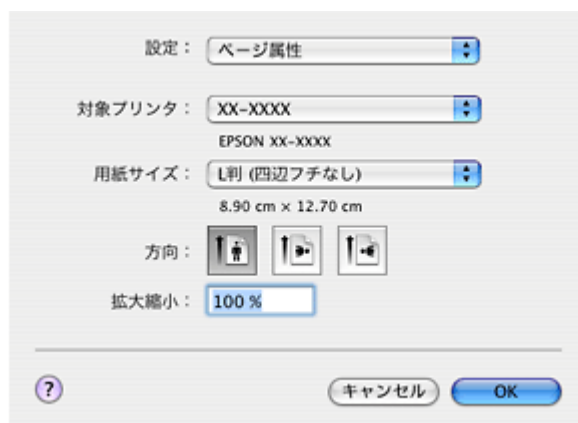 設定： ページ属性
対象プリンタ： XX-XXXX
EPSON XX-XXXX
用紙サイズ： L判 (四辺フチなし)
8.90 cm × 12.70 cm
方向：
拡大縮小： 100 %
? キャンセル OK